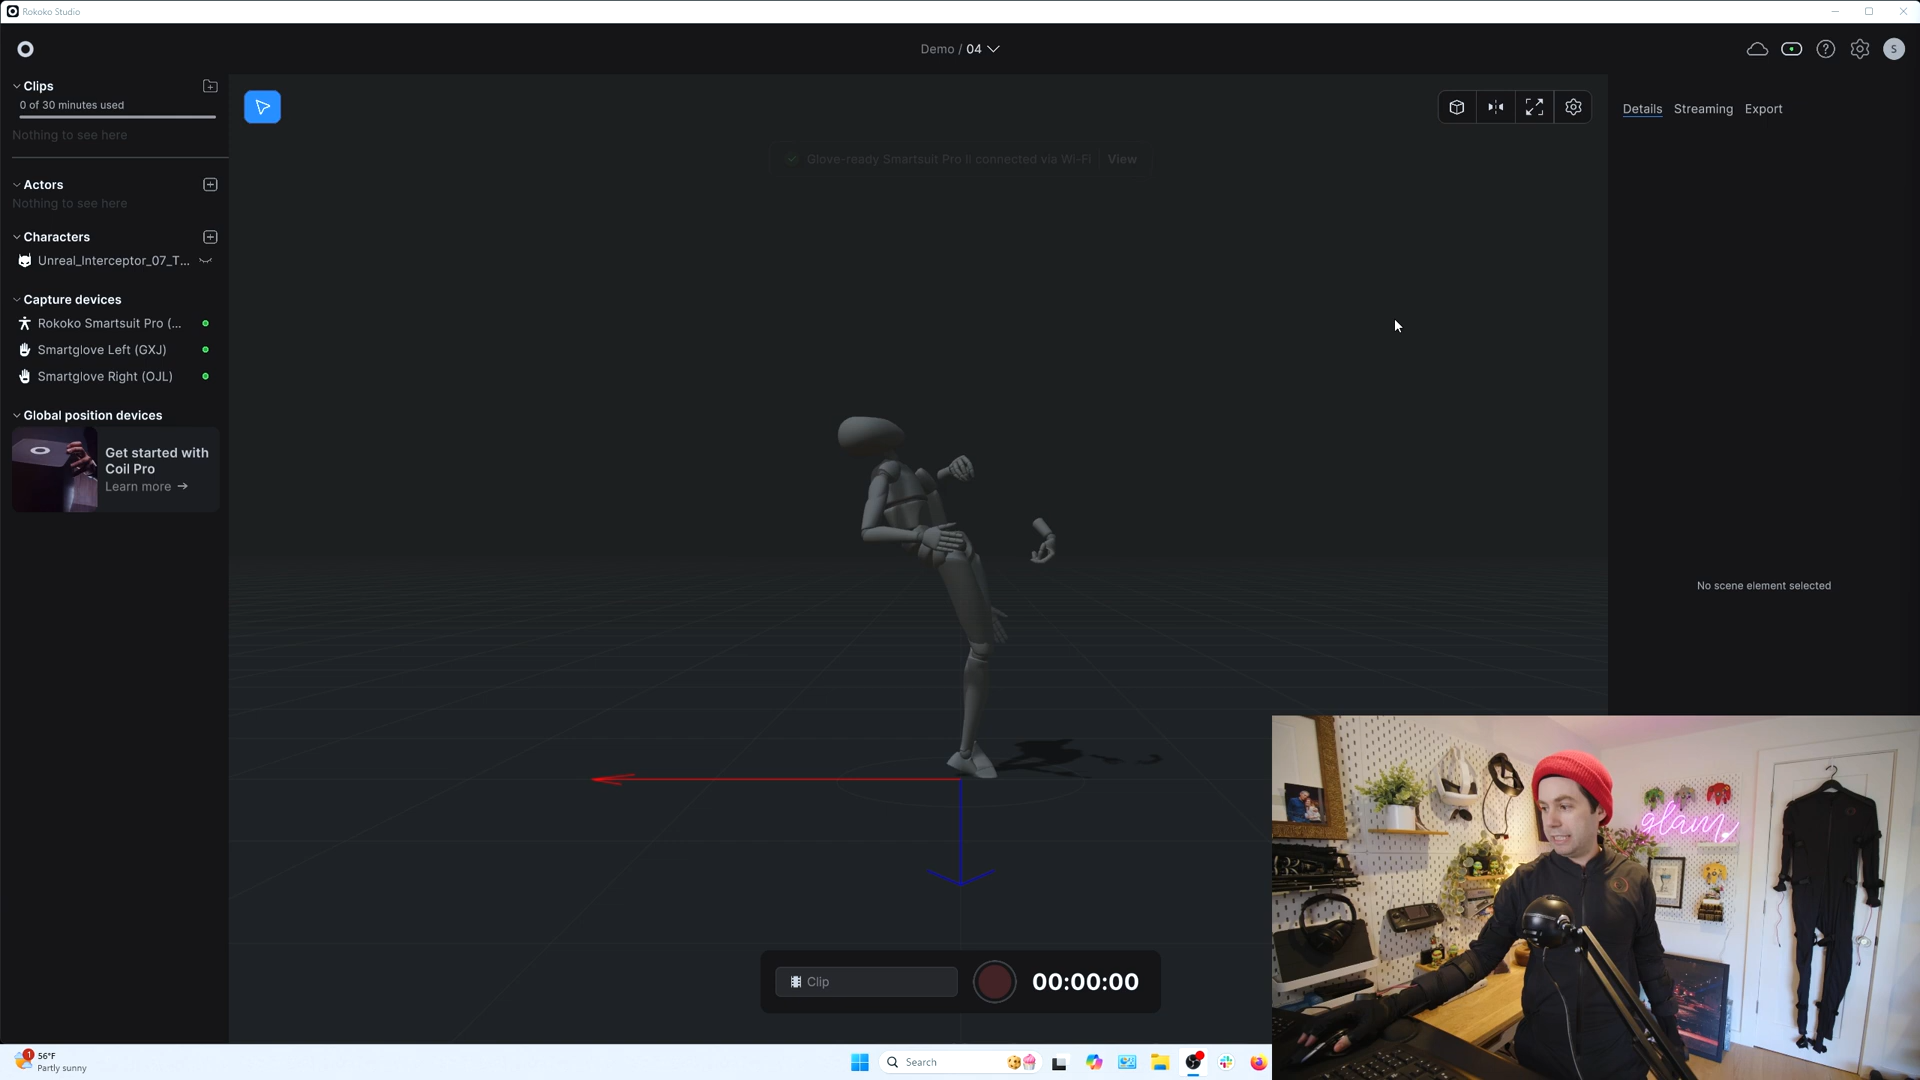 Rokoko Studio
Demo / 04
S
Clips
0 of 30 minutes used
Nothing to see here
Actors
Nothing to see here
Characters
Unreal_Interceptor_07_T...
Capture devices
Rokoko Smartsuit Pro (...
Smartglove Left (GXJ)
Smartglove Right (OJL)
Global position devices
Get started with
Coil Pro
Learn more →
Glove-ready Smartsuit Pro II connected via Wi-Fi
View
Details Streaming Export
No scene element selected
Clip
00:00:00
glam
1
56°F
Partly sunny
Search